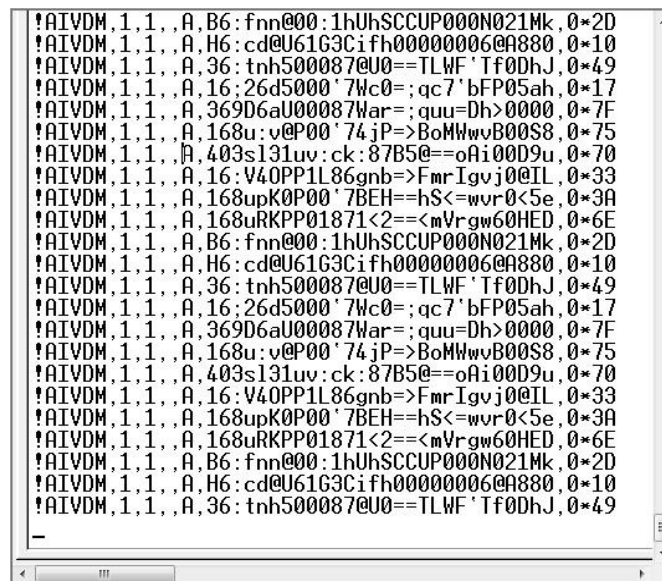 !AIVDM,1,1,,A,B6:fnn@00:1hUhSCCUP000N021Mk,0*2D
!AIVDM,1,1,,A,H6:cd@U61G3Cifh00000006@A880,0*10
!AIVDM,1,1,,A,36:tnh500087@U0==TLWF`Tf0DhJ,0*49
!AIVDM,1,1,,A,16;26d5000`7Wc0=;qc7`bFP05ah,0*17
!AIVDM,1,1,,A,369D6aU00087War=;quu=Dh>0000,0*7F
!AIVDM,1,1,,A,168u:v@P00`74jP=>BoMWwvB00S8,0*75
!AIVDM,1,1,,A,403sl31uv:ck:87B5@==oAi00D9u,0*70
!AIVDM,1,1,,A,16:V4OPP1L86gnb=>FmrIgvj0@IL,0*33
!AIVDM,1,1,,A,168upK0P00`7BEH==hS<=wvr0<5e,0*3A
!AIVDM,1,1,,A,168uRKPP01871<2==<mVrgw60HED,0*6E
!AIVDM,1,1,,A,B6:fnn@00:1hUhSCCUP000N021Mk,0*2D
!AIVDM,1,1,,A,H6:cd@U61G3Cifh00000006@A880,0*10
!AIVDM,1,1,,A,36:tnh500087@U0==TLWF`Tf0DhJ,0*49
!AIVDM,1,1,,A,16;26d5000`7Wc0=;qc7`bFP05ah,0*17
!AIVDM,1,1,,A,369D6aU00087War=;quu=Dh>0000,0*7F
!AIVDM,1,1,,A,168u:v@P00`74jP=>BoMWwvB00S8,0*75
!AIVDM,1,1,,A,403sl31uv:ck:87B5@==oAi00D9u,0*70
!AIVDM,1,1,,A,16:V4OPP1L86gnb=>FmrIgvj0@IL,0*33
!AIVDM,1,1,,A,168upK0P00`7BEH==hS<=wvr0<5e,0*3A
!AIVDM,1,1,,A,168uRKPP01871<2==<mVrgw60HED,0*6E
!AIVDM,1,1,,A,B6:fnn@00:1hUhSCCUP000N021Mk,0*2D
!AIVDM,1,1,,A,H6:cd@U61G3Cifh00000006@A880,0*10
!AIVDM,1,1,,A,36:tnh500087@U0==TLWF`Tf0DhJ,0*49